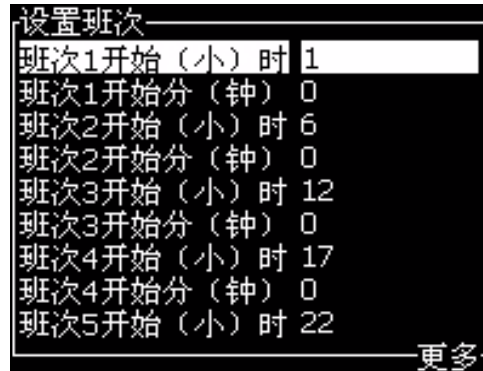 设置班次
班次1开始（小）时 1
班次1开始分（钟） 0
班次2开始（小）时 6
班次2开始分（钟） 0
班次3开始（小）时 12
班次3开始分（钟） 0
班次4开始（小）时 17
班次4开始分（钟） 0
班次5开始（小）时 22
更多